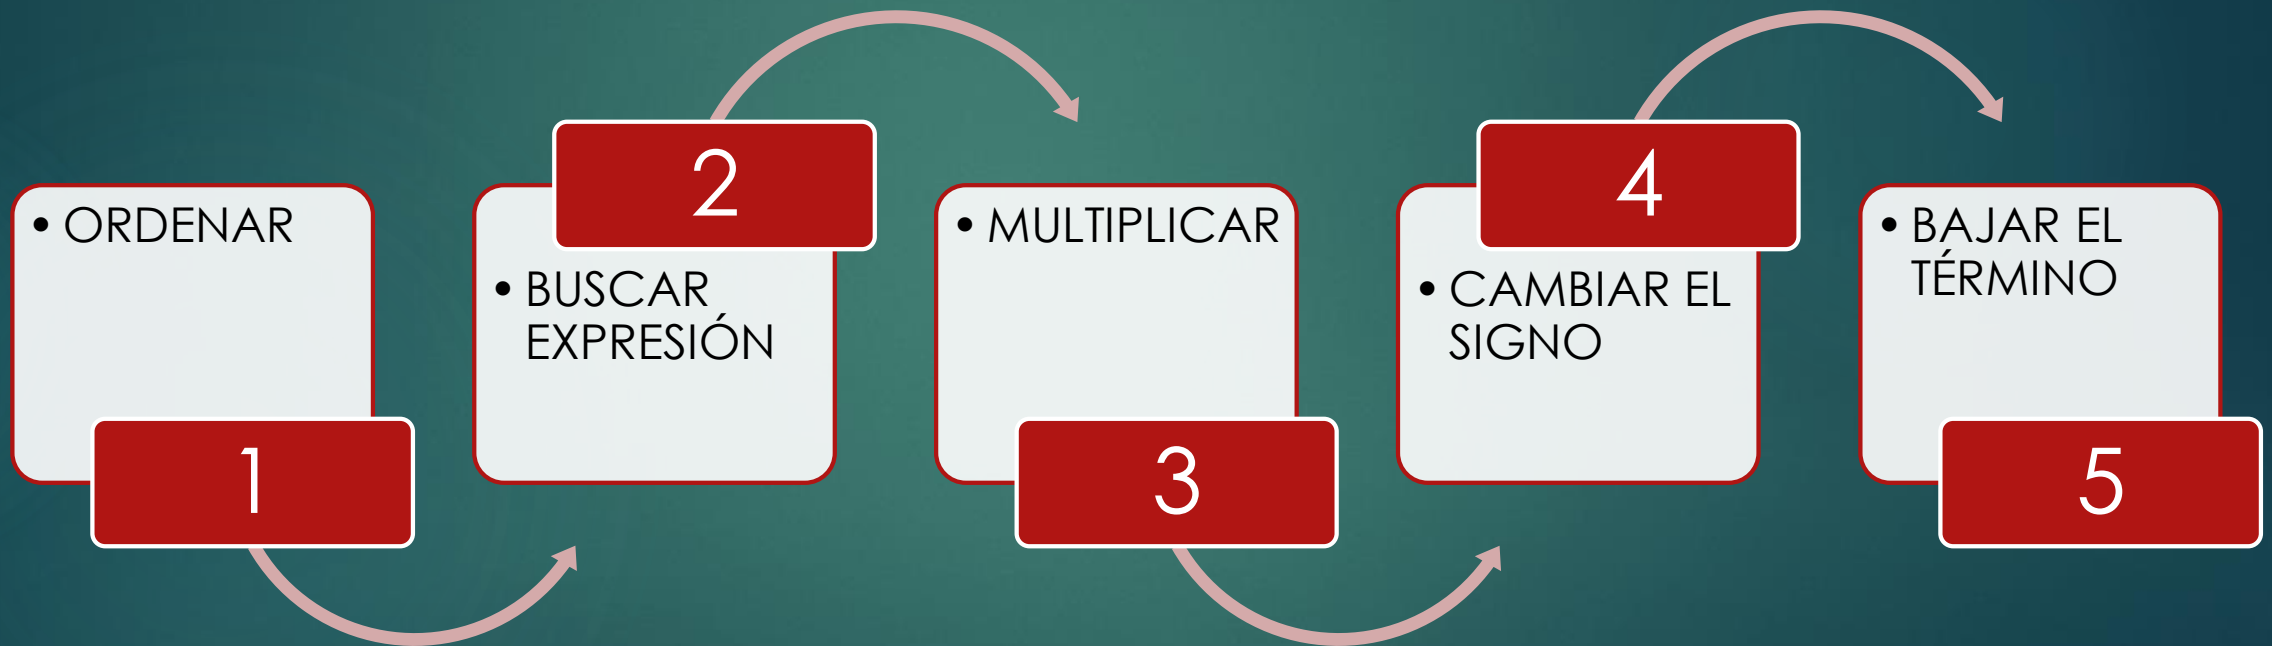 • ORDENAR
1
2
• BUSCAR
EXPRESIÓN
• MULTIPLICAR
3
4
• CAMBIAR EL
SIGNO
• BAJAR EL
TÉRMINO
5